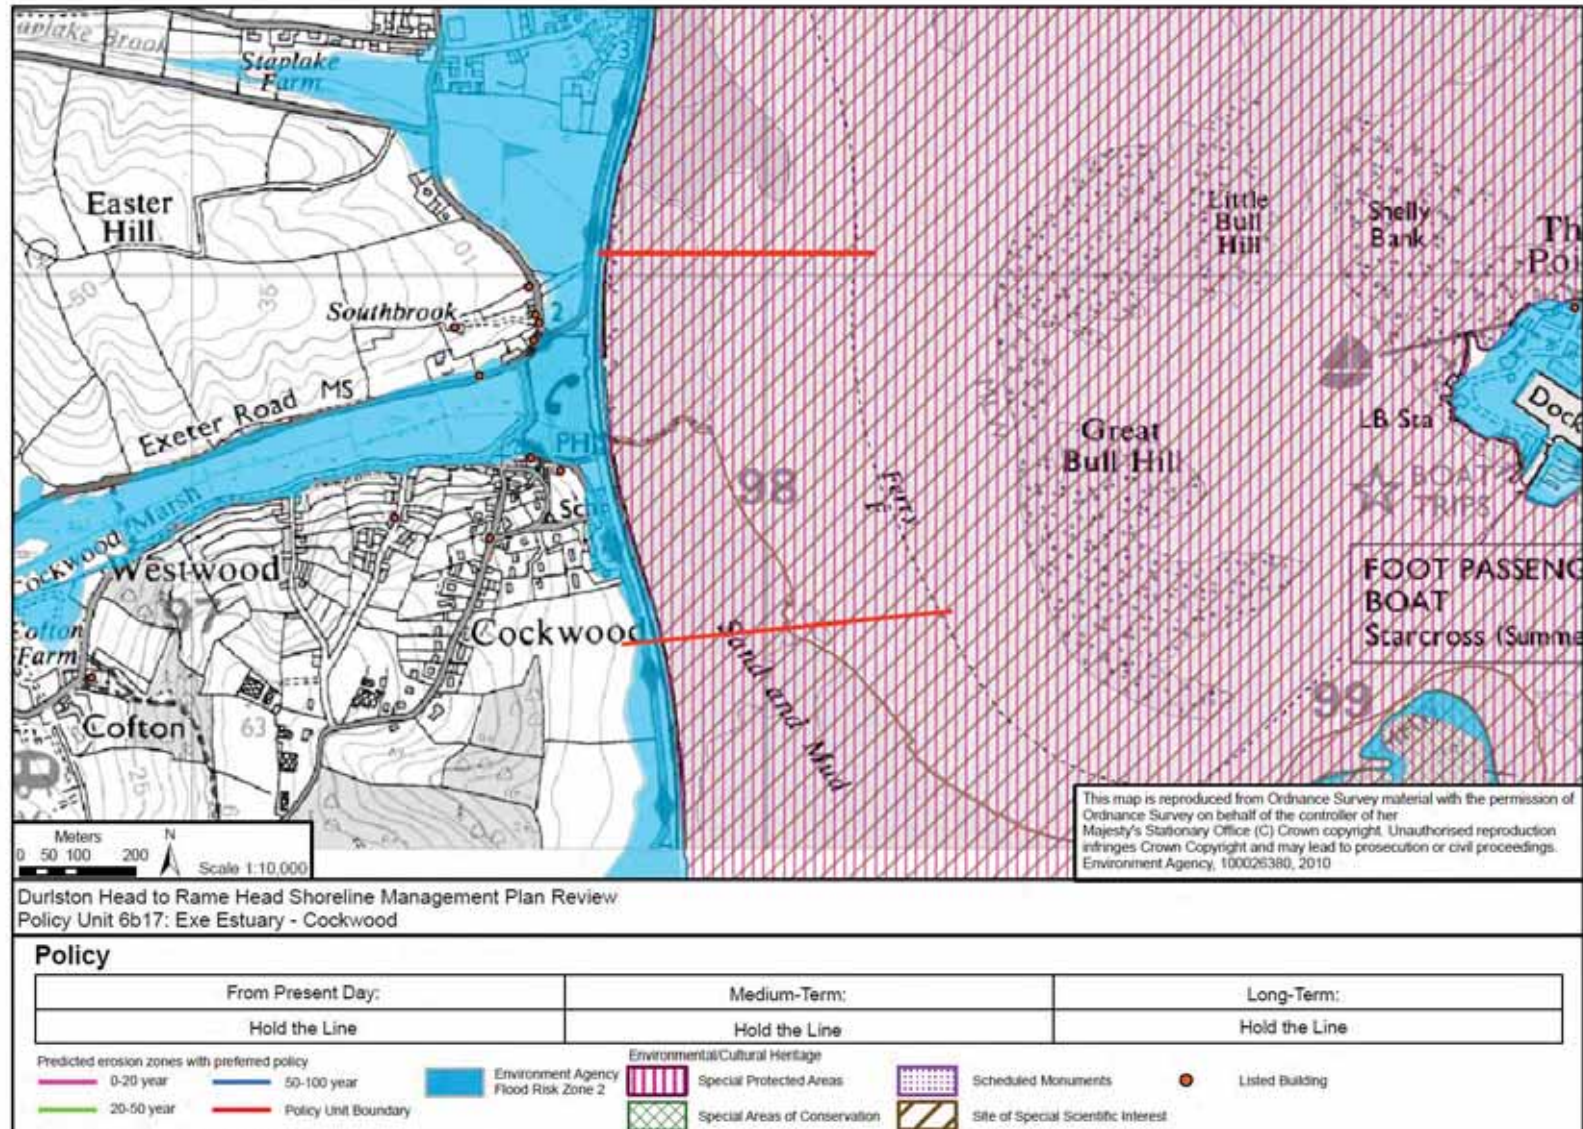 Staplake Brook
Staplake
Farm
3
Easter
Hill
Little
Bull
Hill
Shelly
Bank
10
50
35
Southbrook
2
MS
Exeter Road
LB Sta
Dock
Great
Bull Hill
PH
98
Ferry
F
BOAT
TRIPS
Cockwood Marsh
Westwood
97
FOOT PASSENG
BOAT
Starcross (Summe
Cofton
Farm
Cockwood
Sand and Mud
Cofton
63
99
25
This map is reproduced from Ordnance Survey material with the permission of
Ordnance Survey on behalf of the controller of her
Majesty's Stationary Office (C) Crown copyright. Unauthorised reproduction
infringes Crown Copyright and may lead to prosecution or civil proceedings.
Environment Agency, 100026380, 2010
Meters
0 50 100 200
N
Scale 1:10,000
Durlston Head to Rame Head Shoreline Management Plan Review
Policy Unit 6b17: Exe Estuary - Cockwood
Policy
From Present Day: Medium-Term: Long-Term:
Hold the Line Hold the Line Hold the Line
Predicted erosion zones with preferred policy
0-20 year 50-100 year
20-50 year Policy Unit Boundary
Environment Agency
Flood Risk Zone 2
Environmental/Cultural Heritage
Special Protected Areas Scheduled Monuments Listed Building
Special Areas of Conservation Site of Special Scientific Interest